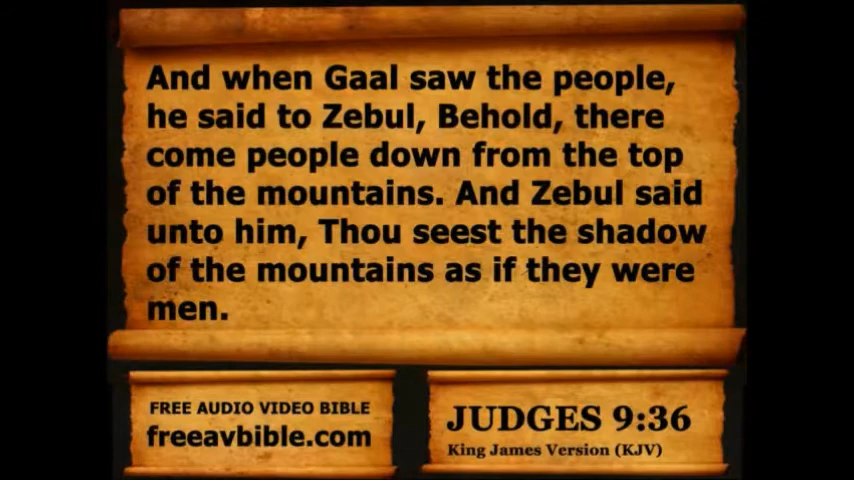 And when Gaal saw the people,
he said to Zebul, Behold, there
come people down from the top
of the mountains. And Zebul said
unto him, Thou seest the shadow
of the mountains as if they were
men.
FREE AUDIO VIDEO BIBLE
freeavbible.com
JUDGES 9:36
King James Version (KJV)